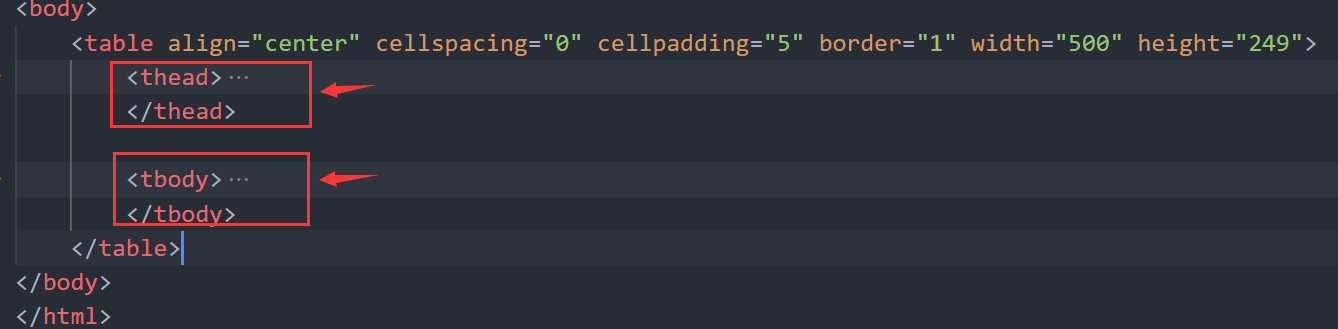 <body>
<table align="center" cellspacing="0" cellpadding="5" border="1" width="500" height="249">
<thead>···
</thead>
<tbody>···
</tbody>
</table>
</body>
</html>